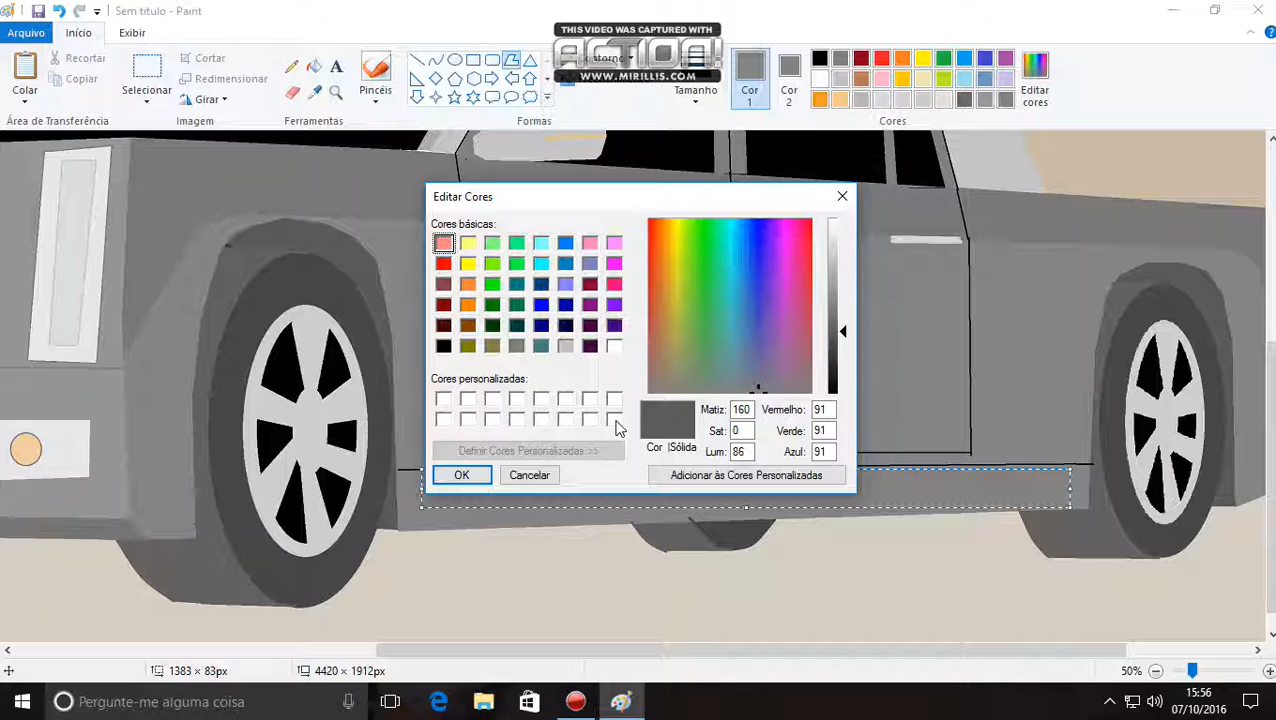 Sem título - Paint
THIS VIDEO WAS CAPTURED WITH
ACTION!
WWW.MIRILLIS.COM
Arquivo
Início
Exibir
Colar
Recortar
Copiar
Área de Transferência
Selecionar
Cortar
Redimensionar
Girar
Imagem
A
Ferramentas
Pincéis
Contorno
Formas
Tamanho
Cor
1
Cor
2
Cores
Editar
cores
Editar Cores
Cores básicas:
Cores personalizadas:
Definir Cores Personalizadas >>
OK
Cancelar
Cor |Sólida
Matiz: 160
Sat: 0
Lum: 86
Vermelho: 91
Verde: 91
Azul: 91
Adicionar às Cores Personalizadas
1383 × 83px
4420 × 1912px
50%
Pergunte-me alguma coisa
15:56
07/10/2016